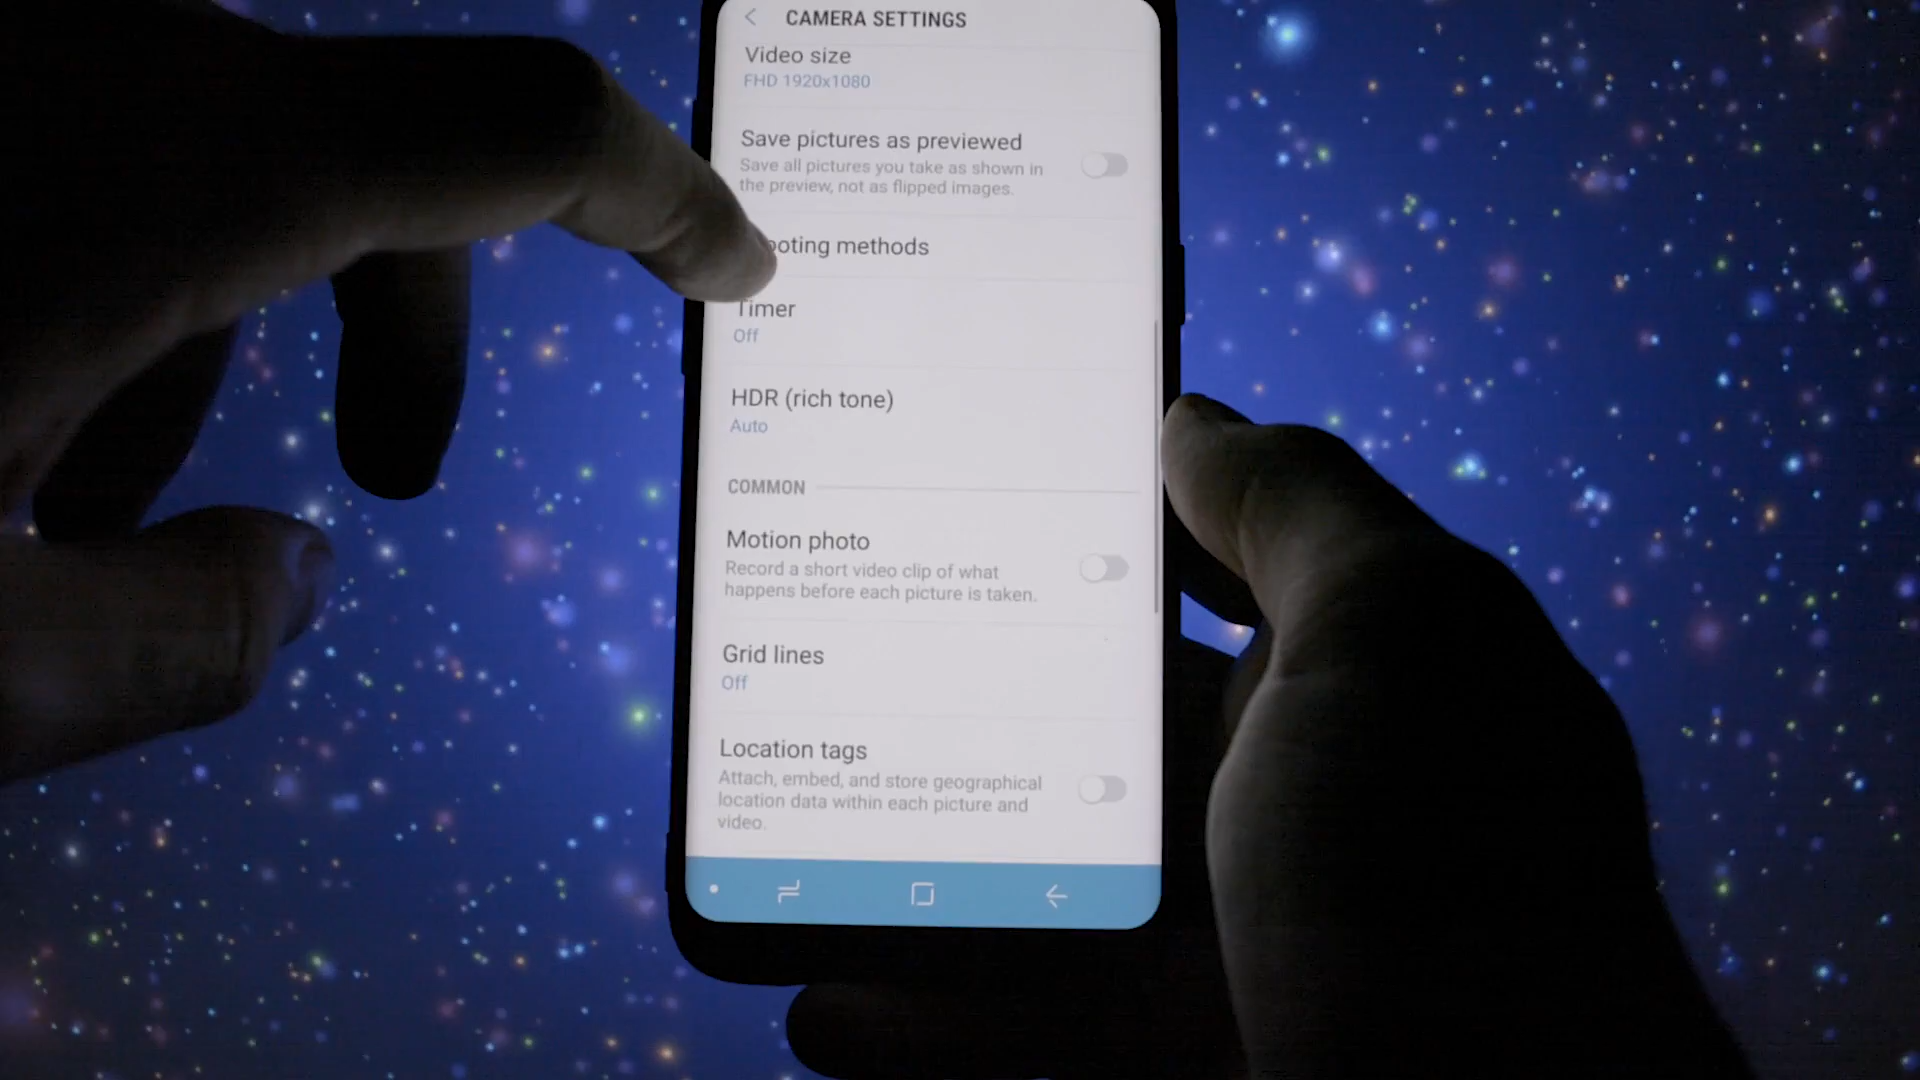 CAMERA SETTINGS
Video size
FHD 1920x1080
Save pictures as previewed
Save all pictures you take as shown in
the preview, not as flipped images.
ooting methods
Timer
Off
HDR (rich tone)
Auto
COMMON
Motion photo
Record a short video clip of what
happens before each picture is taken.
Grid lines
Off
Location tags
Attach, embed, and store geographical
location data within each picture and
video.